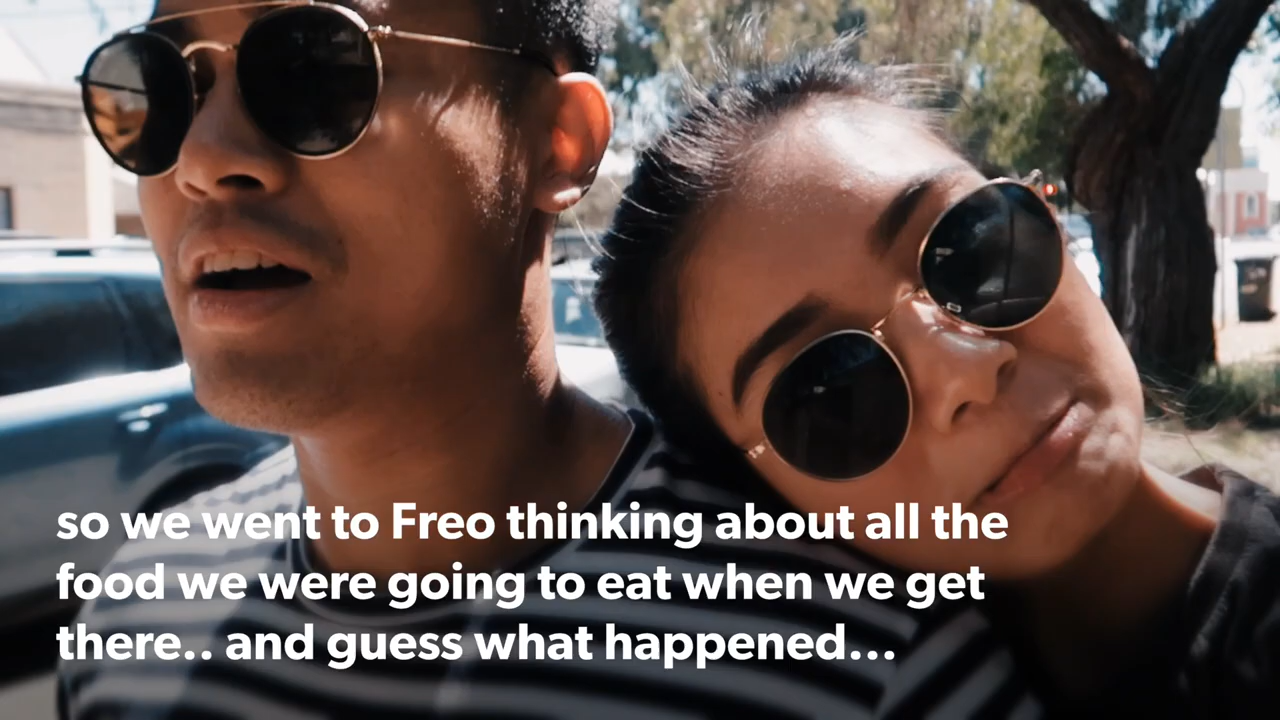 so we went to Freo thinking about all the
food we were going to eat when we get
there.. and guess what happened...